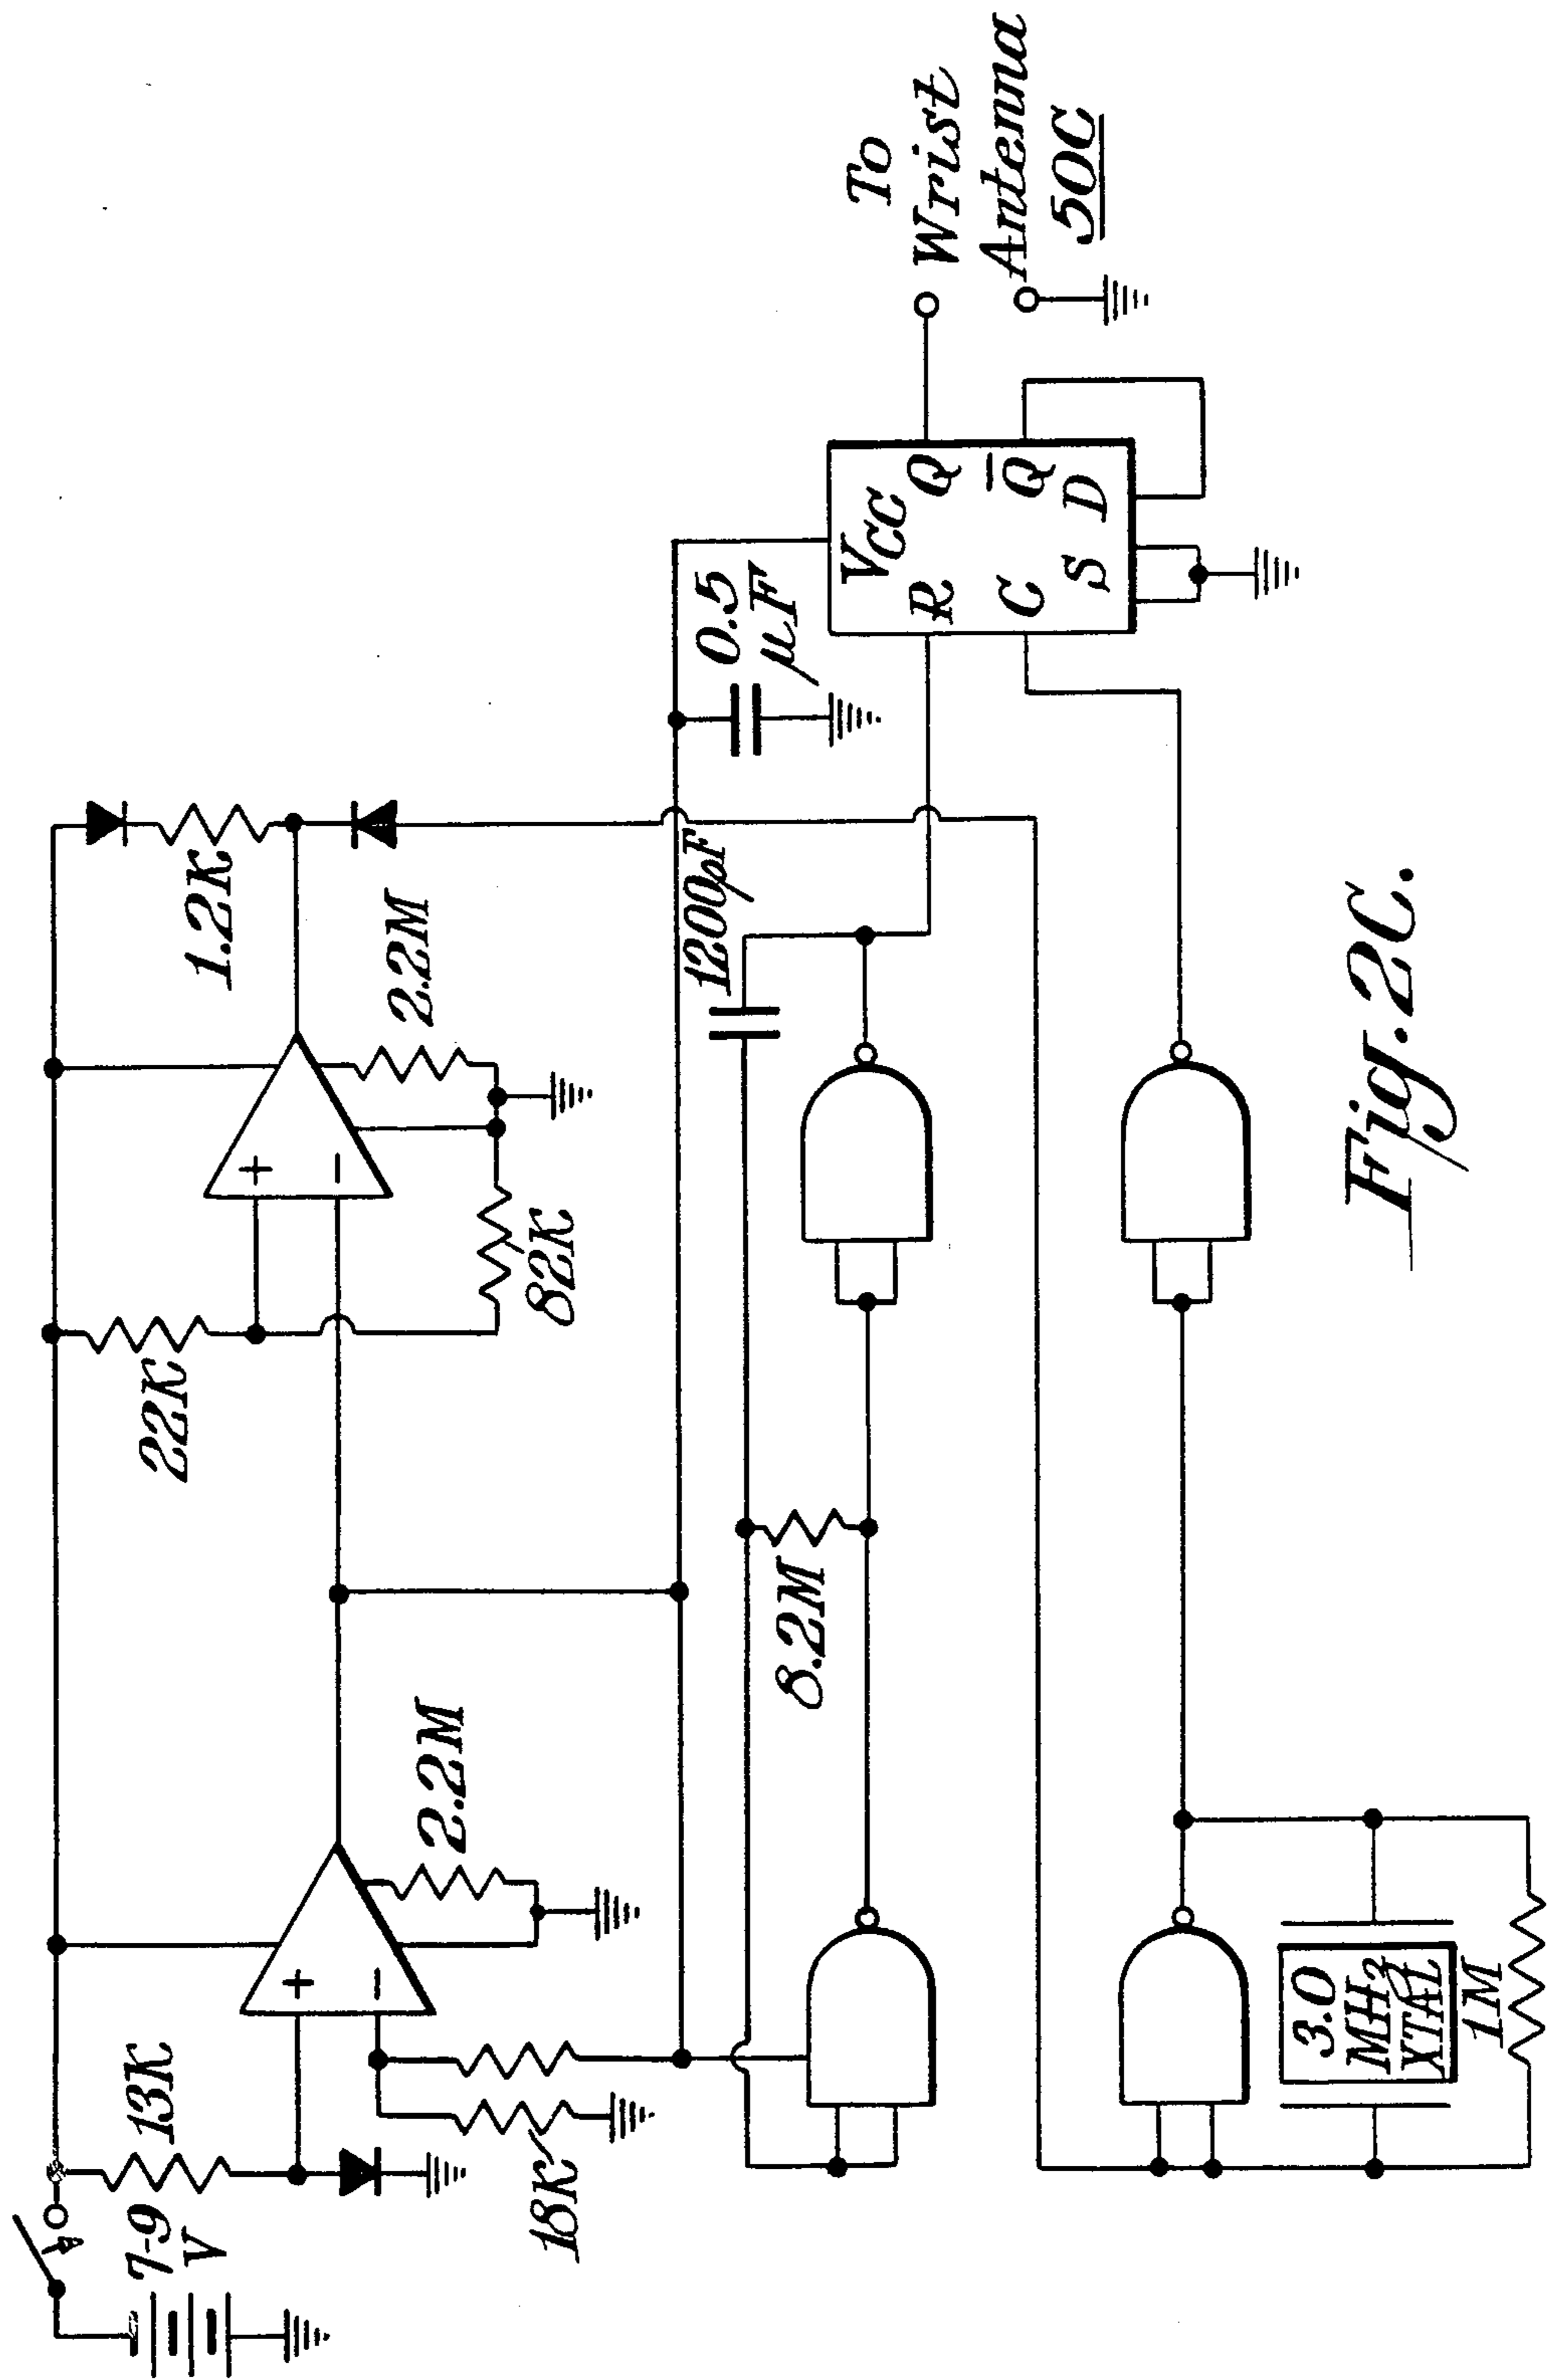 7-9
V
13K
18K
+
−
2.2M
22K
+
−
82K
2.2M
1.2K
8.2M
1200pF
0.5
µF
VCC
R Q
C Q̅
S D
To
Wrist
Antenna
50C
3.0
MHz
XTAL
1M
Fig. 2C.